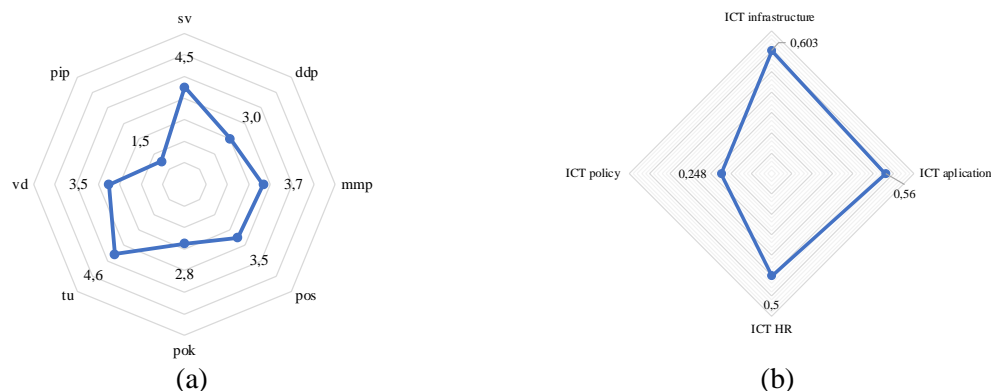 sv
4,5
pip
ddp
3,0
1,5
vd
3,5
3,7
mmp
4,6
2,8
3,5
tu
pos
pok
(a)
ICT infrastructure
0,603
ICT policy
0,248
ICT aplication
0,56
0,5
ICT HR
(b)